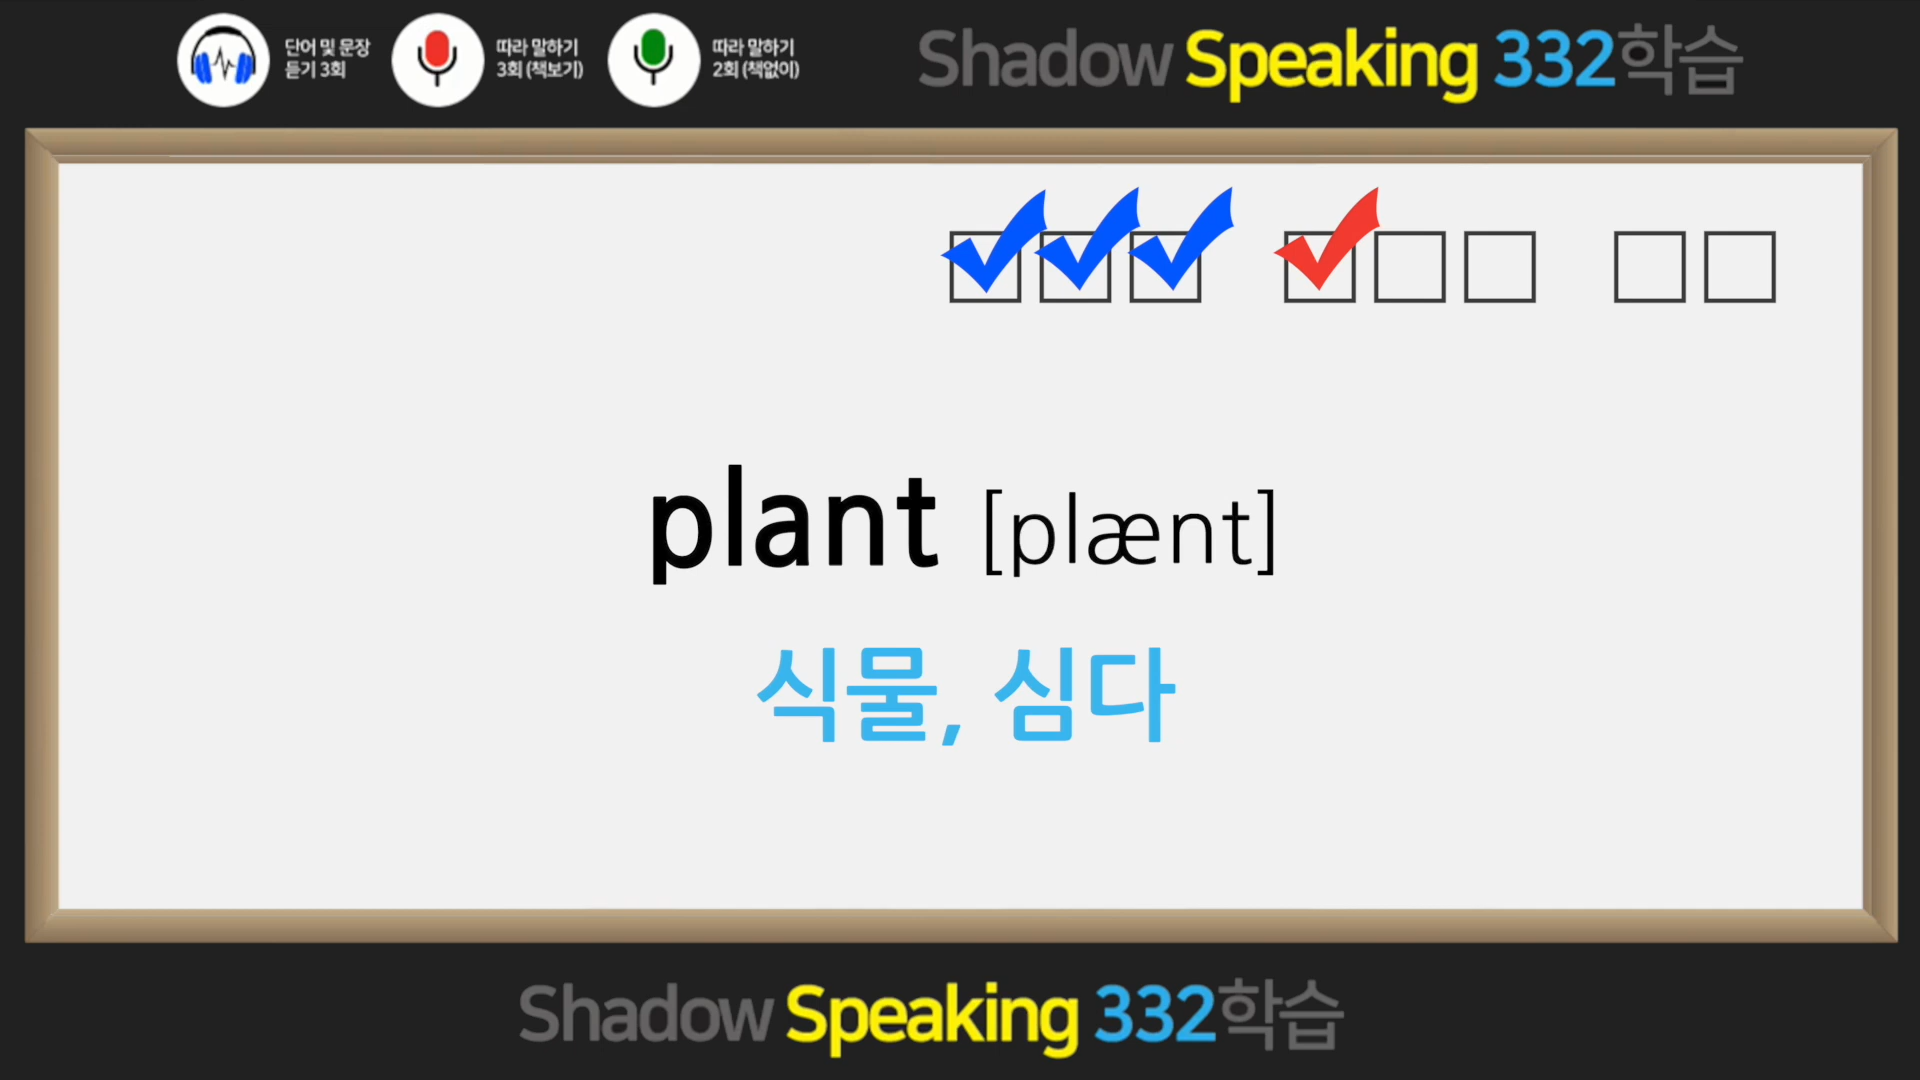 단어 및 문장
듣기 3회
따라 말하기
3회 (책보기)
따라 말하기
2회 (책없이)
Shadow Speaking 332학습
plant [plænt]
식물, 심다
Shadow Speaking 332학습